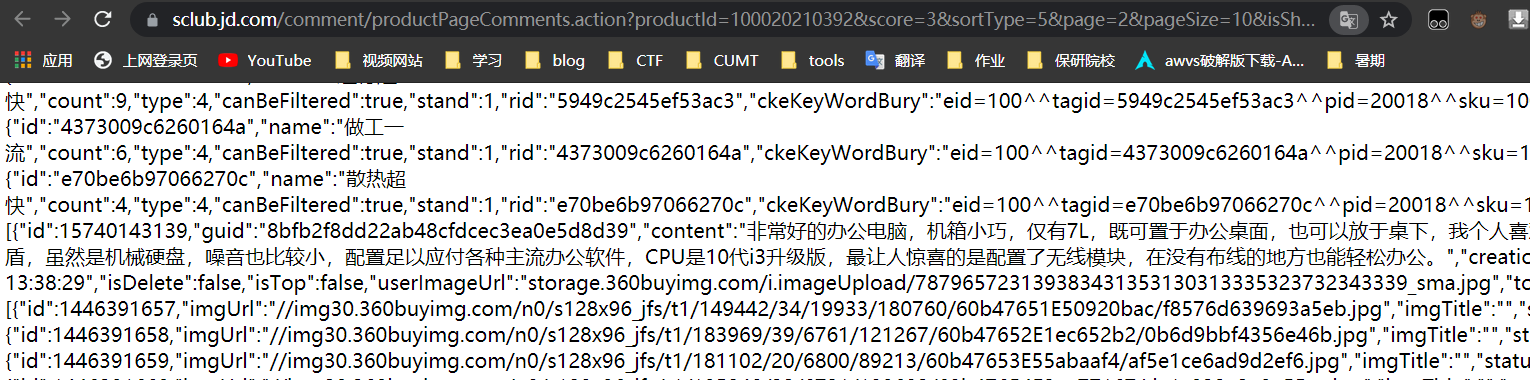 sclub.jd.com/comment/productPageComments.action?productId=100020210392&score=3&sortType=5&page=2&pageSize=10&isSh...
应用 上网登录页 YouTube 视频网站 学习 blog CTF CUMT tools 翻译 作业 保研院校 awvs破解版下载-A... 暑期
快","count":9,"type":4,"canBeFiltered":true,"stand":1,"rid":"5949c2545ef53ac3","ckeKeyWordBury":"eid=100^^tagid=5949c2545ef53ac3^^pid=20018^^sku=10
{"id":"4373009c6260164a","name":"做工一
流","count":6,"type":4,"canBeFiltered":true,"stand":1,"rid":"4373009c6260164a","ckeKeyWordBury":"eid=100^^tagid=4373009c6260164a^^pid=20018^^sku=1
{"id":"e70be6b97066270c","name":"散热超
快","count":4,"type":4,"canBeFiltered":true,"stand":1,"rid":"e70be6b97066270c","ckeKeyWordBury":"eid=100^^tagid=e70be6b97066270c^^pid=20018^^sku=1
[{"id":15740143139,"guid":"8bfb2f8dd22ab48cfdcec3ea0e5d8d39","content":"非常好的办公电脑，机箱小巧，仅有7L，既可置于办公桌面，也可以放于桌下，我个人喜
盾，虽然是机械硬盘，噪音也比较小，配置足以应付各种主流办公软件，CPU是10代i3升级版，最让人惊喜的是配置了无线模块，在没有布线的地方也能轻松办公。","creatio
13:38:29","isDelete":false,"isTop":false,"userImageUrl":"storage.360buyimg.com/i.imageUpload/787965723139383431353130313335323732343339_sma.jpg","to
[{"id":1446391657,"imgUrl":"//img30.360buyimg.com/n0/s128x96_jfs/t1/149442/34/19933/180760/60b47651E50920bac/f8576d639693a5eb.jpg","imgTitle":"","s
{"id":1446391658,"imgUrl":"//img30.360buyimg.com/n0/s128x96_jfs/t1/183969/39/6761/121267/60b47652E1ec652b2/0b6d9bbf4356e46b.jpg","imgTitle":"","st
{"id":1446391659,"imgUrl":"//img30.360buyimg.com/n0/s128x96_jfs/t1/181102/20/6800/89213/60b47653E55abaaf4/af5e1ce6ad9d2ef6.jpg","imgTitle":"","statu